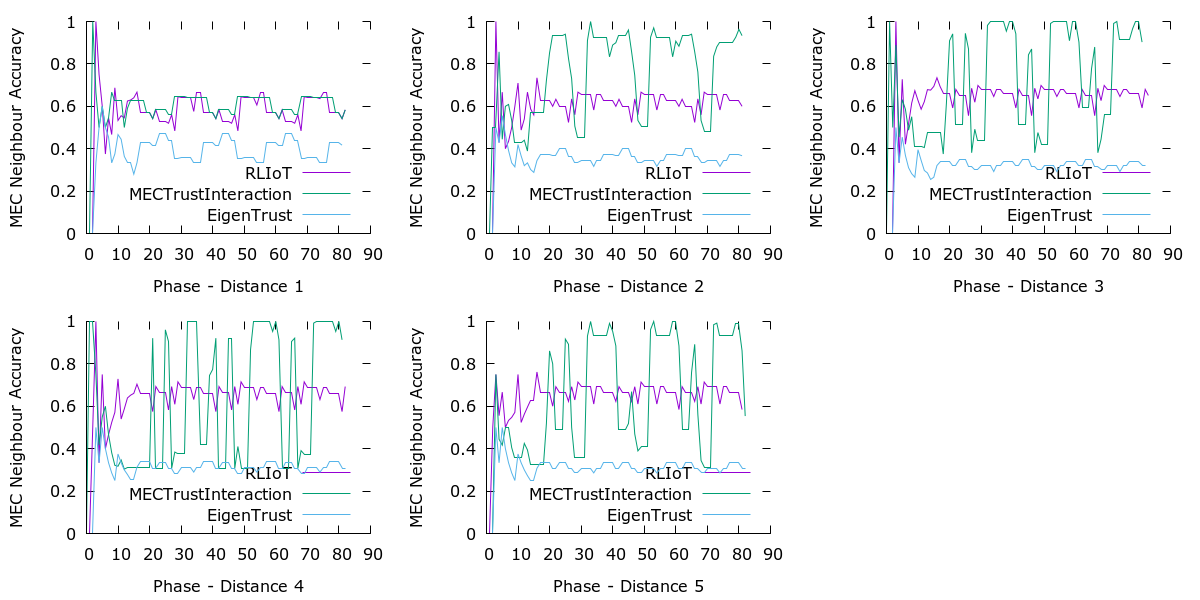 MEC Neighbour Accuracy
1
0.8
0.6
0.4
0.2
0
RLIoT
MECTrustInteraction
EigenTrust
0 10 20 30 40 50 60 70 80 90
Phase - Distance 1
MEC Neighbour Accuracy
1
0.8
0.6
0.4
0.2
0
RLIoT
MECTrustInteraction
EigenTrust
0 10 20 30 40 50 60 70 80 90
Phase - Distance 2
MEC Neighbour Accuracy
1
0.8
0.6
0.4
0.2
0
RLIoT
MECTrustInteraction
EigenTrust
0 10 20 30 40 50 60 70 80 90
Phase - Distance 3
MEC Neighbour Accuracy
1
0.8
0.6
0.4
0.2
0
RLIoT
MECTrustInteraction
EigenTrust
0 10 20 30 40 50 60 70 80 90
Phase - Distance 4
MEC Neighbour Accuracy
1
0.8
0.6
0.4
0.2
0
RLIoT
MECTrustInteraction
EigenTrust
0 10 20 30 40 50 60 70 80 90
Phase - Distance 5